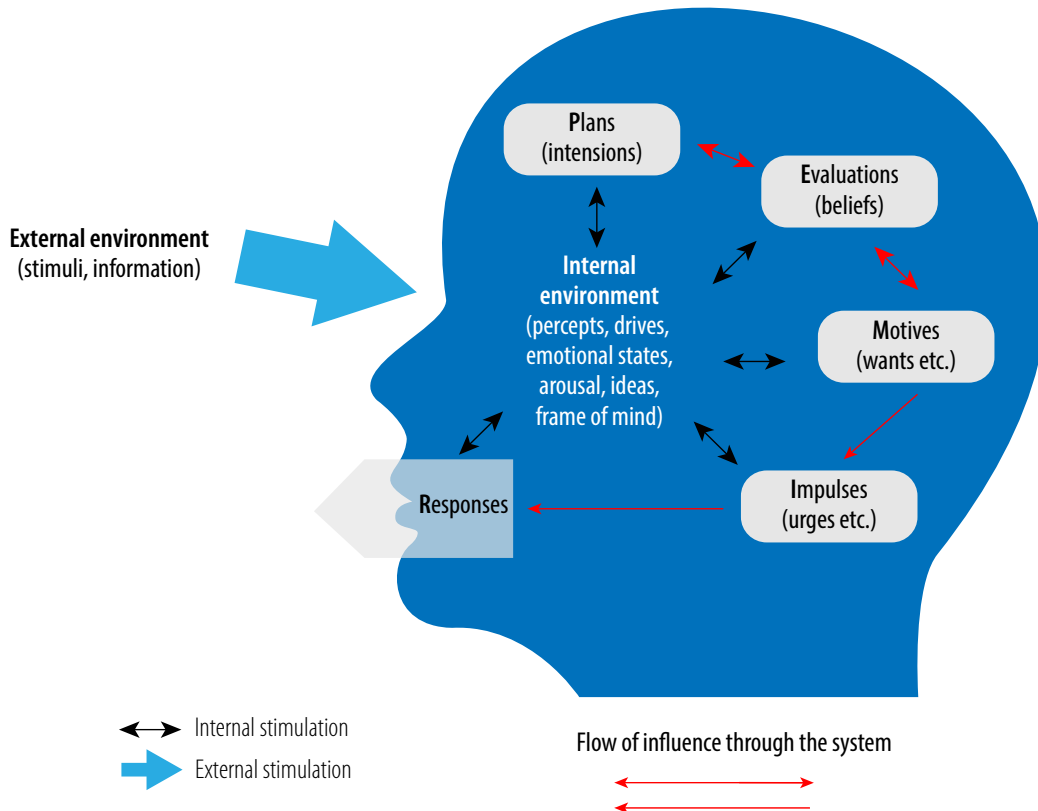 Plans
(intensions)
Evaluations
(beliefs)
External environment
(stimuli, information)
Internal
environment
(percepts, drives,
emotional states,
arousal, ideas,
frame of mind)
Motives
(wants etc.)
Responses
Impulses
(urges etc.)
Internal stimulation
External stimulation
Flow of influence through the system